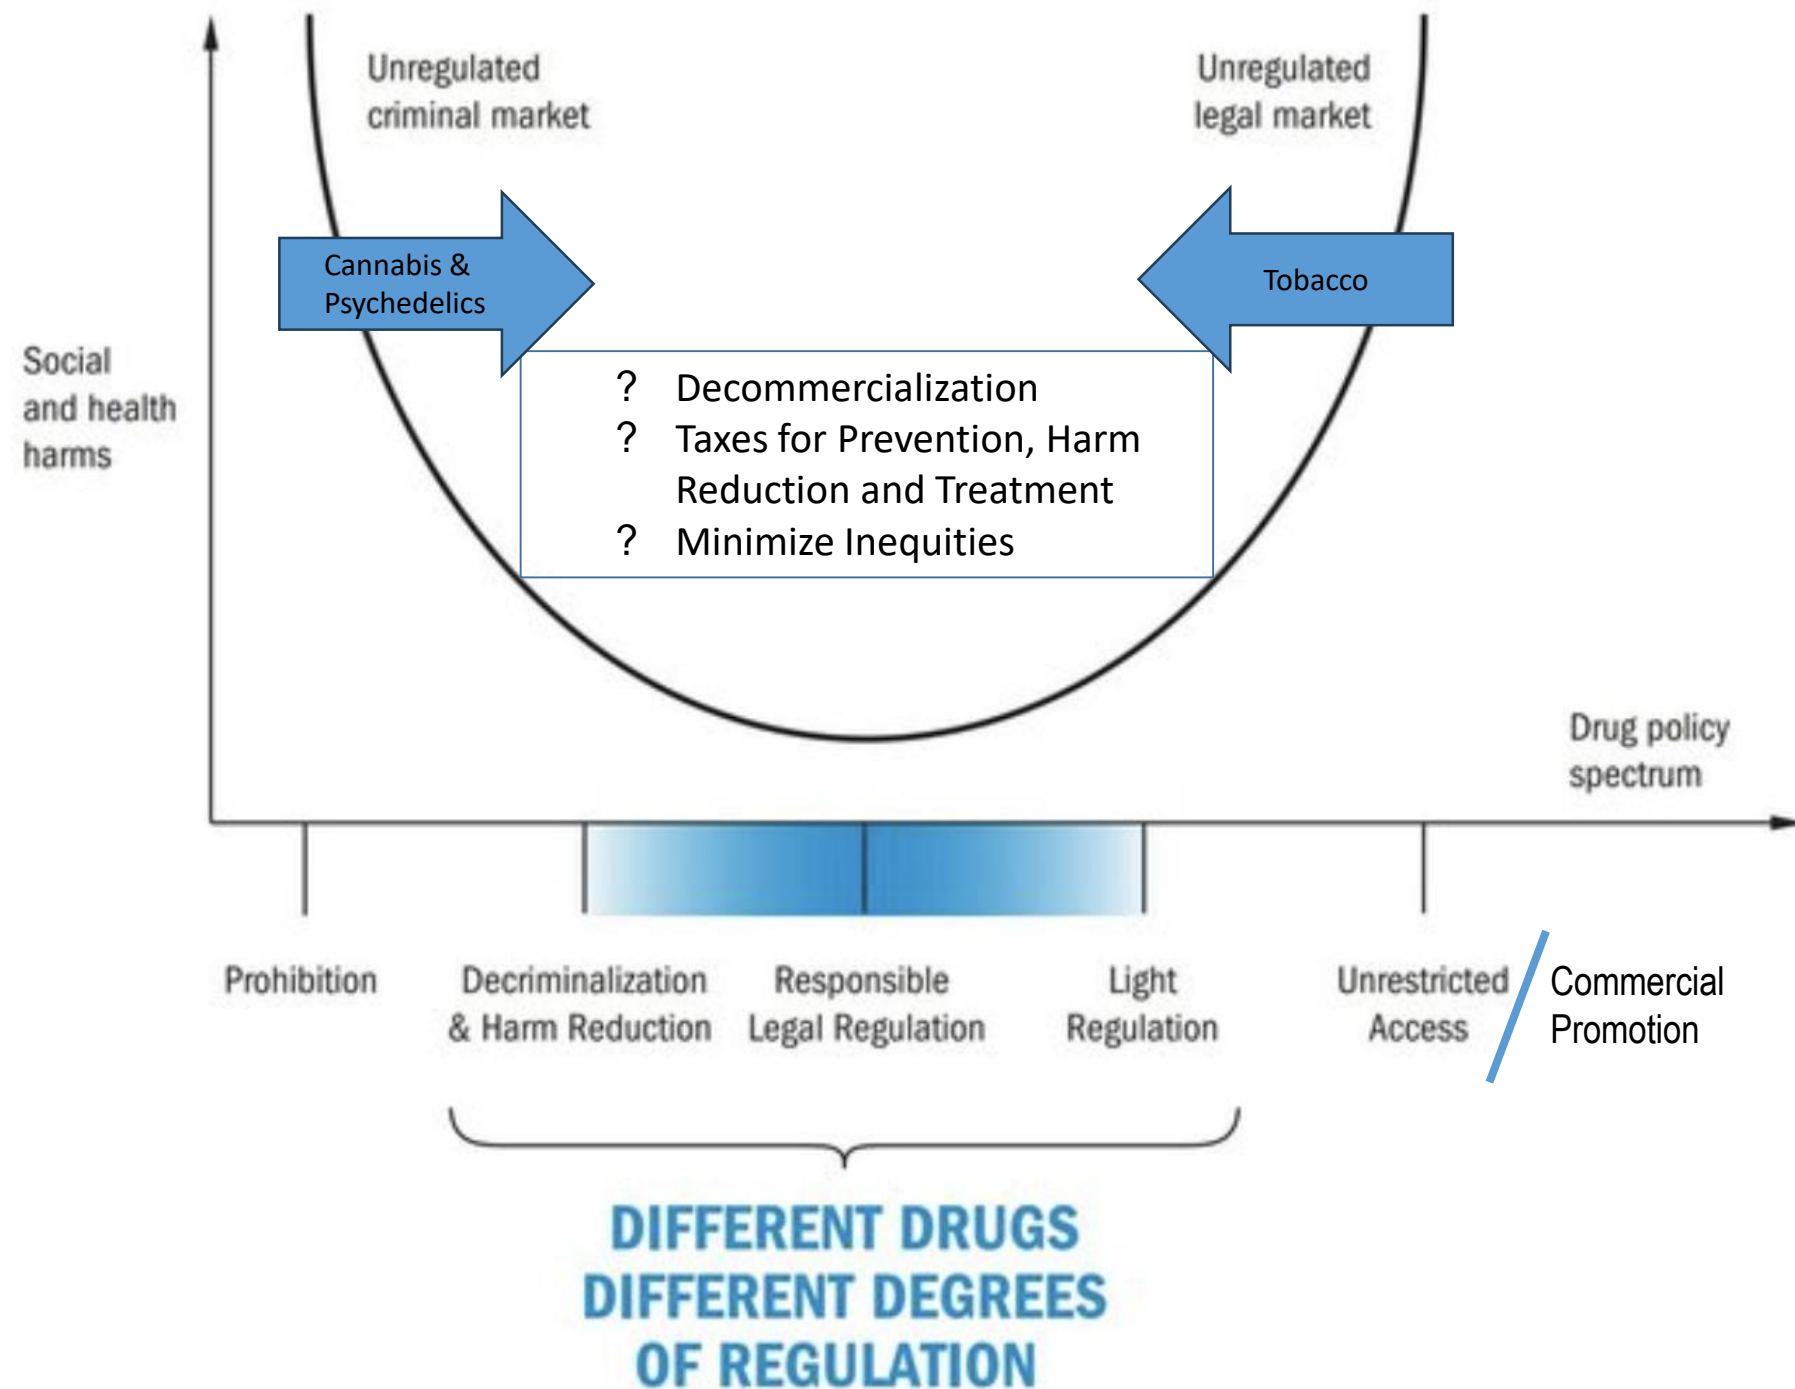 Unregulated
criminal market
Unregulated
legal market
Cannabis &
Psychedelics
Tobacco
Social
and health
harms
? Decommercialization
? Taxes for Prevention, Harm
Reduction and Treatment
? Minimize Inequities
Drug policy
spectrum
Prohibition
Decriminalization
& Harm Reduction
Responsible
Legal Regulation
Light
Regulation
Unrestricted
Access
Commercial
Promotion
DIFFERENT DRUGS
DIFFERENT DEGREES
OF REGULATION